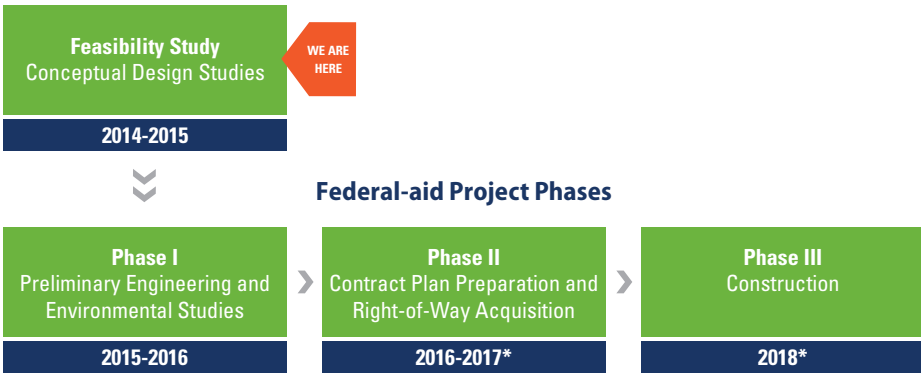 Feasibility Study
Conceptual Design Studies
WE ARE
HERE
2014-2015
Federal-aid Project Phases
Phase I
Preliminary Engineering and
Environmental Studies
2015-2016
Phase II
Contract Plan Preparation and
Right-of-Way Acquisition
2016-2017*
Phase III
Construction
2018*